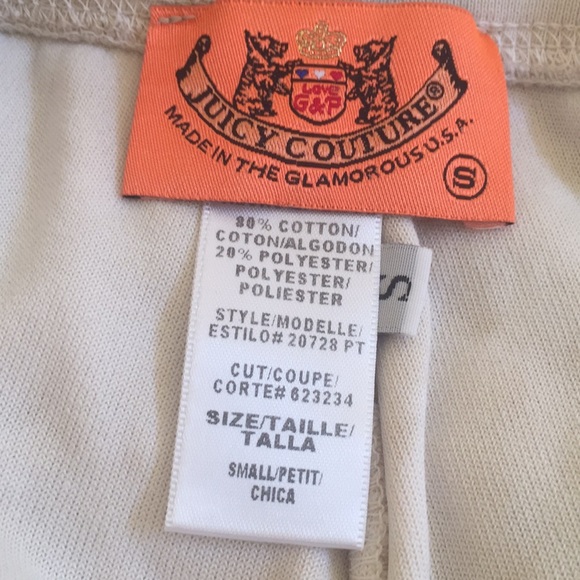 Love
G&P
JUICY COUTURE®
MADE IN THE GLAMOROUS U.S.A.
S
80% COTTON/
COTON/ALGODON
20% POLYESTER/
POLYESTER/
POLIESTER
STYLE/MODELLE/
ESTILO# 20728 PT
CUT/COUPE/
CORTE# 623234
SIZE/TAILLE/
TALLA
SMALL/PETIT/
CHICA
S